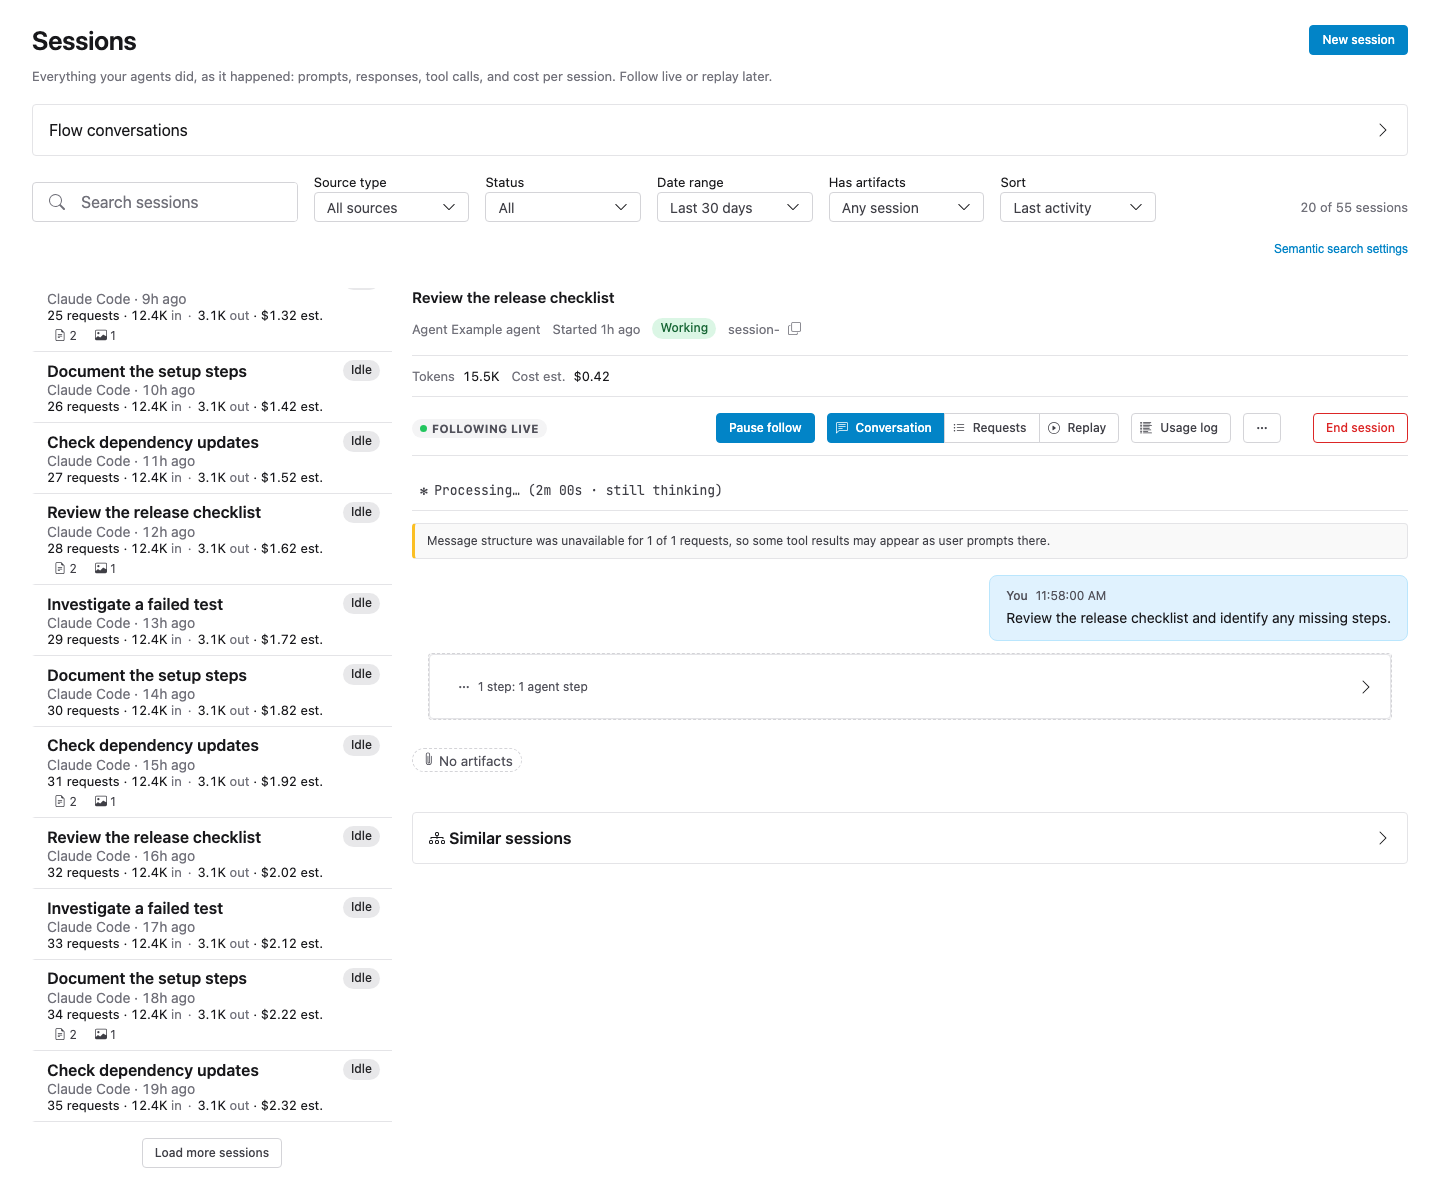 Sessions
New session
Everything your agents did, as it happened: prompts, responses, tool calls, and cost per session. Follow live or replay later.
Flow conversations
Search sessions
Source type
All sources
Status
All
Date range
Last 30 days
Has artifacts
Any session
Sort
Last activity
20 of 55 sessions
Semantic search settings
Claude Code · 9h ago
25 requests · 12.4K in · 3.1K out · $1.32 est.
2 1
Document the setup steps Idle
Claude Code · 10h ago
26 requests · 12.4K in · 3.1K out · $1.42 est.
Check dependency updates Idle
Claude Code · 11h ago
27 requests · 12.4K in · 3.1K out · $1.52 est.
Review the release checklist Idle
Claude Code · 12h ago
28 requests · 12.4K in · 3.1K out · $1.62 est.
2 1
Investigate a failed test Idle
Claude Code · 13h ago
29 requests · 12.4K in · 3.1K out · $1.72 est.
Document the setup steps Idle
Claude Code · 14h ago
30 requests · 12.4K in · 3.1K out · $1.82 est.
Check dependency updates Idle
Claude Code · 15h ago
31 requests · 12.4K in · 3.1K out · $1.92 est.
2 1
Review the release checklist Idle
Claude Code · 16h ago
32 requests · 12.4K in · 3.1K out · $2.02 est.
Investigate a failed test Idle
Claude Code · 17h ago
33 requests · 12.4K in · 3.1K out · $2.12 est.
Document the setup steps Idle
Claude Code · 18h ago
34 requests · 12.4K in · 3.1K out · $2.22 est.
2 1
Check dependency updates Idle
Claude Code · 19h ago
35 requests · 12.4K in · 3.1K out · $2.32 est.
Load more sessions
Review the release checklist
Agent Example agent Started 1h ago Working session-
Tokens 15.5K Cost est. $0.42
FOLLOWING LIVE
Pause follow
Conversation
Requests
Replay
Usage log
···
End session
✻ Processing… (2m 00s · still thinking)
Message structure was unavailable for 1 of 1 requests, so some tool results may appear as user prompts there.
You 11:58:00 AM
Review the release checklist and identify any missing steps.
··· 1 step: 1 agent step
No artifacts
Similar sessions